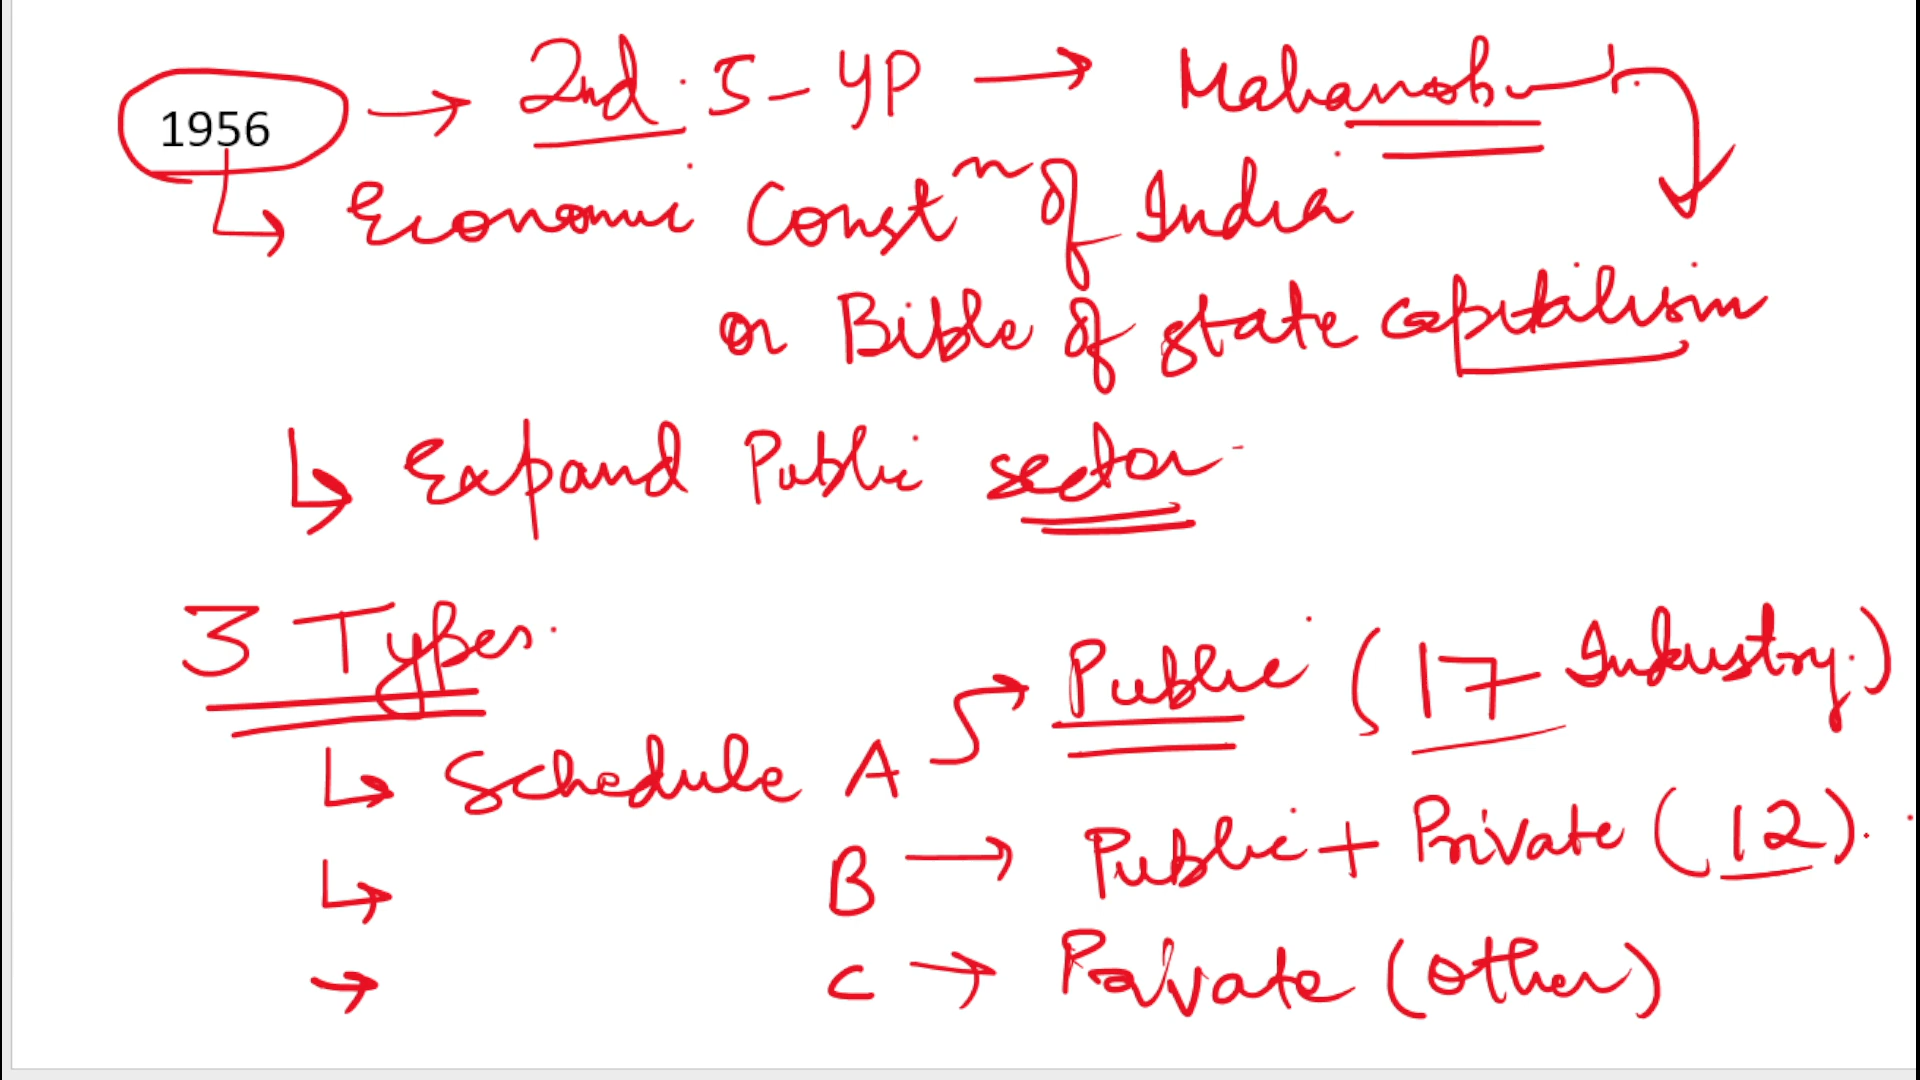 1956 → 2nd 5-YP → Mahanob
↳ Economic Constⁿ of India
or Bible of state capitalism
↳ Expand Public sector
3 Types
↳ Schedule A → Public (17 Industry)
↳ B → Public + Private (12).
→ C → Private (other)